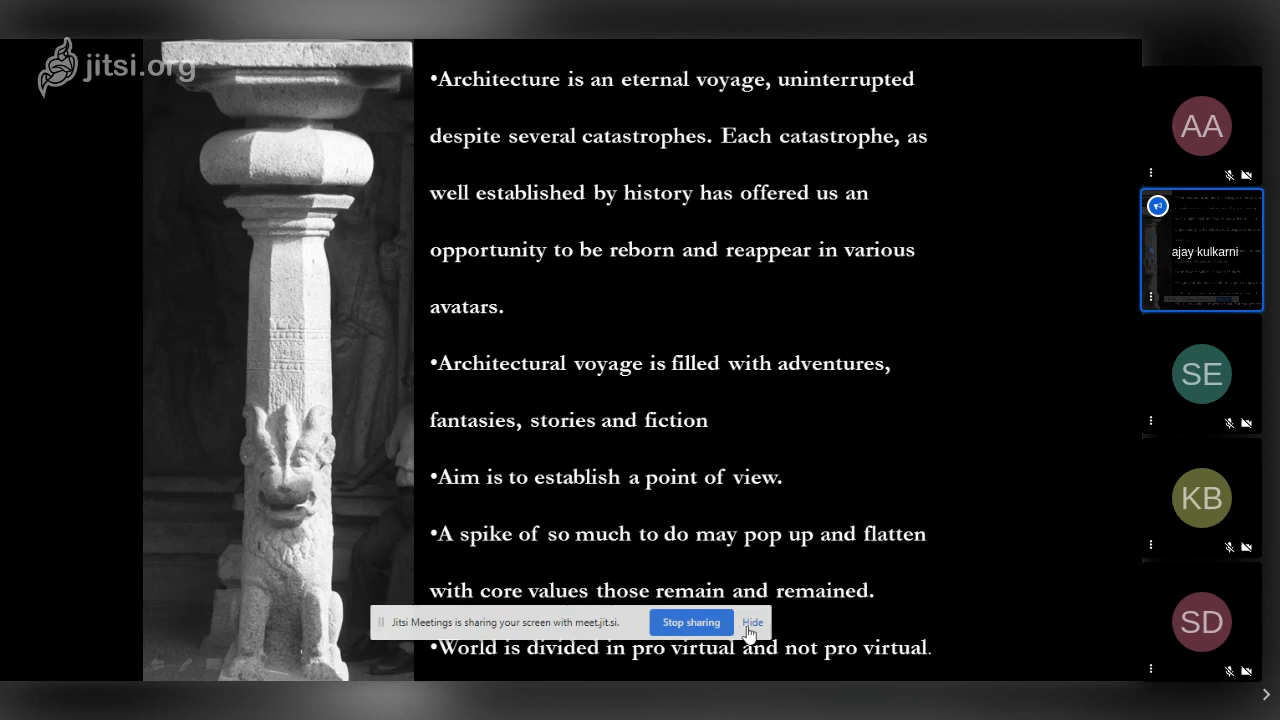 jitsi.org
•Architecture is an eternal voyage, uninterrupted
despite several catastrophes. Each catastrophe, as
well established by history has offered us an
opportunity to be reborn and reappear in various
avatars.
•Architectural voyage is filled with adventures,
fantasies, stories and fiction
•Aim is to establish a point of view.
•A spike of so much to do may pop up and flatten
with core values those remain and remained.
Jitsi Meetings is sharing your screen with meet.jit.si. Stop sharing Hide
•World is divided in pro virtual and not pro virtual.
AA
ajay kulkarni
SE
KB
SD